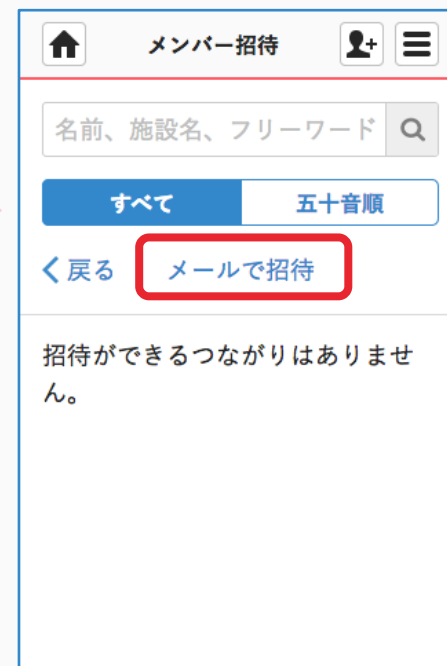 メンバー招待
名前、施設名、フリーワード
すべて 五十音順
戻る メールで招待
招待ができるつながりはありませ
ん。